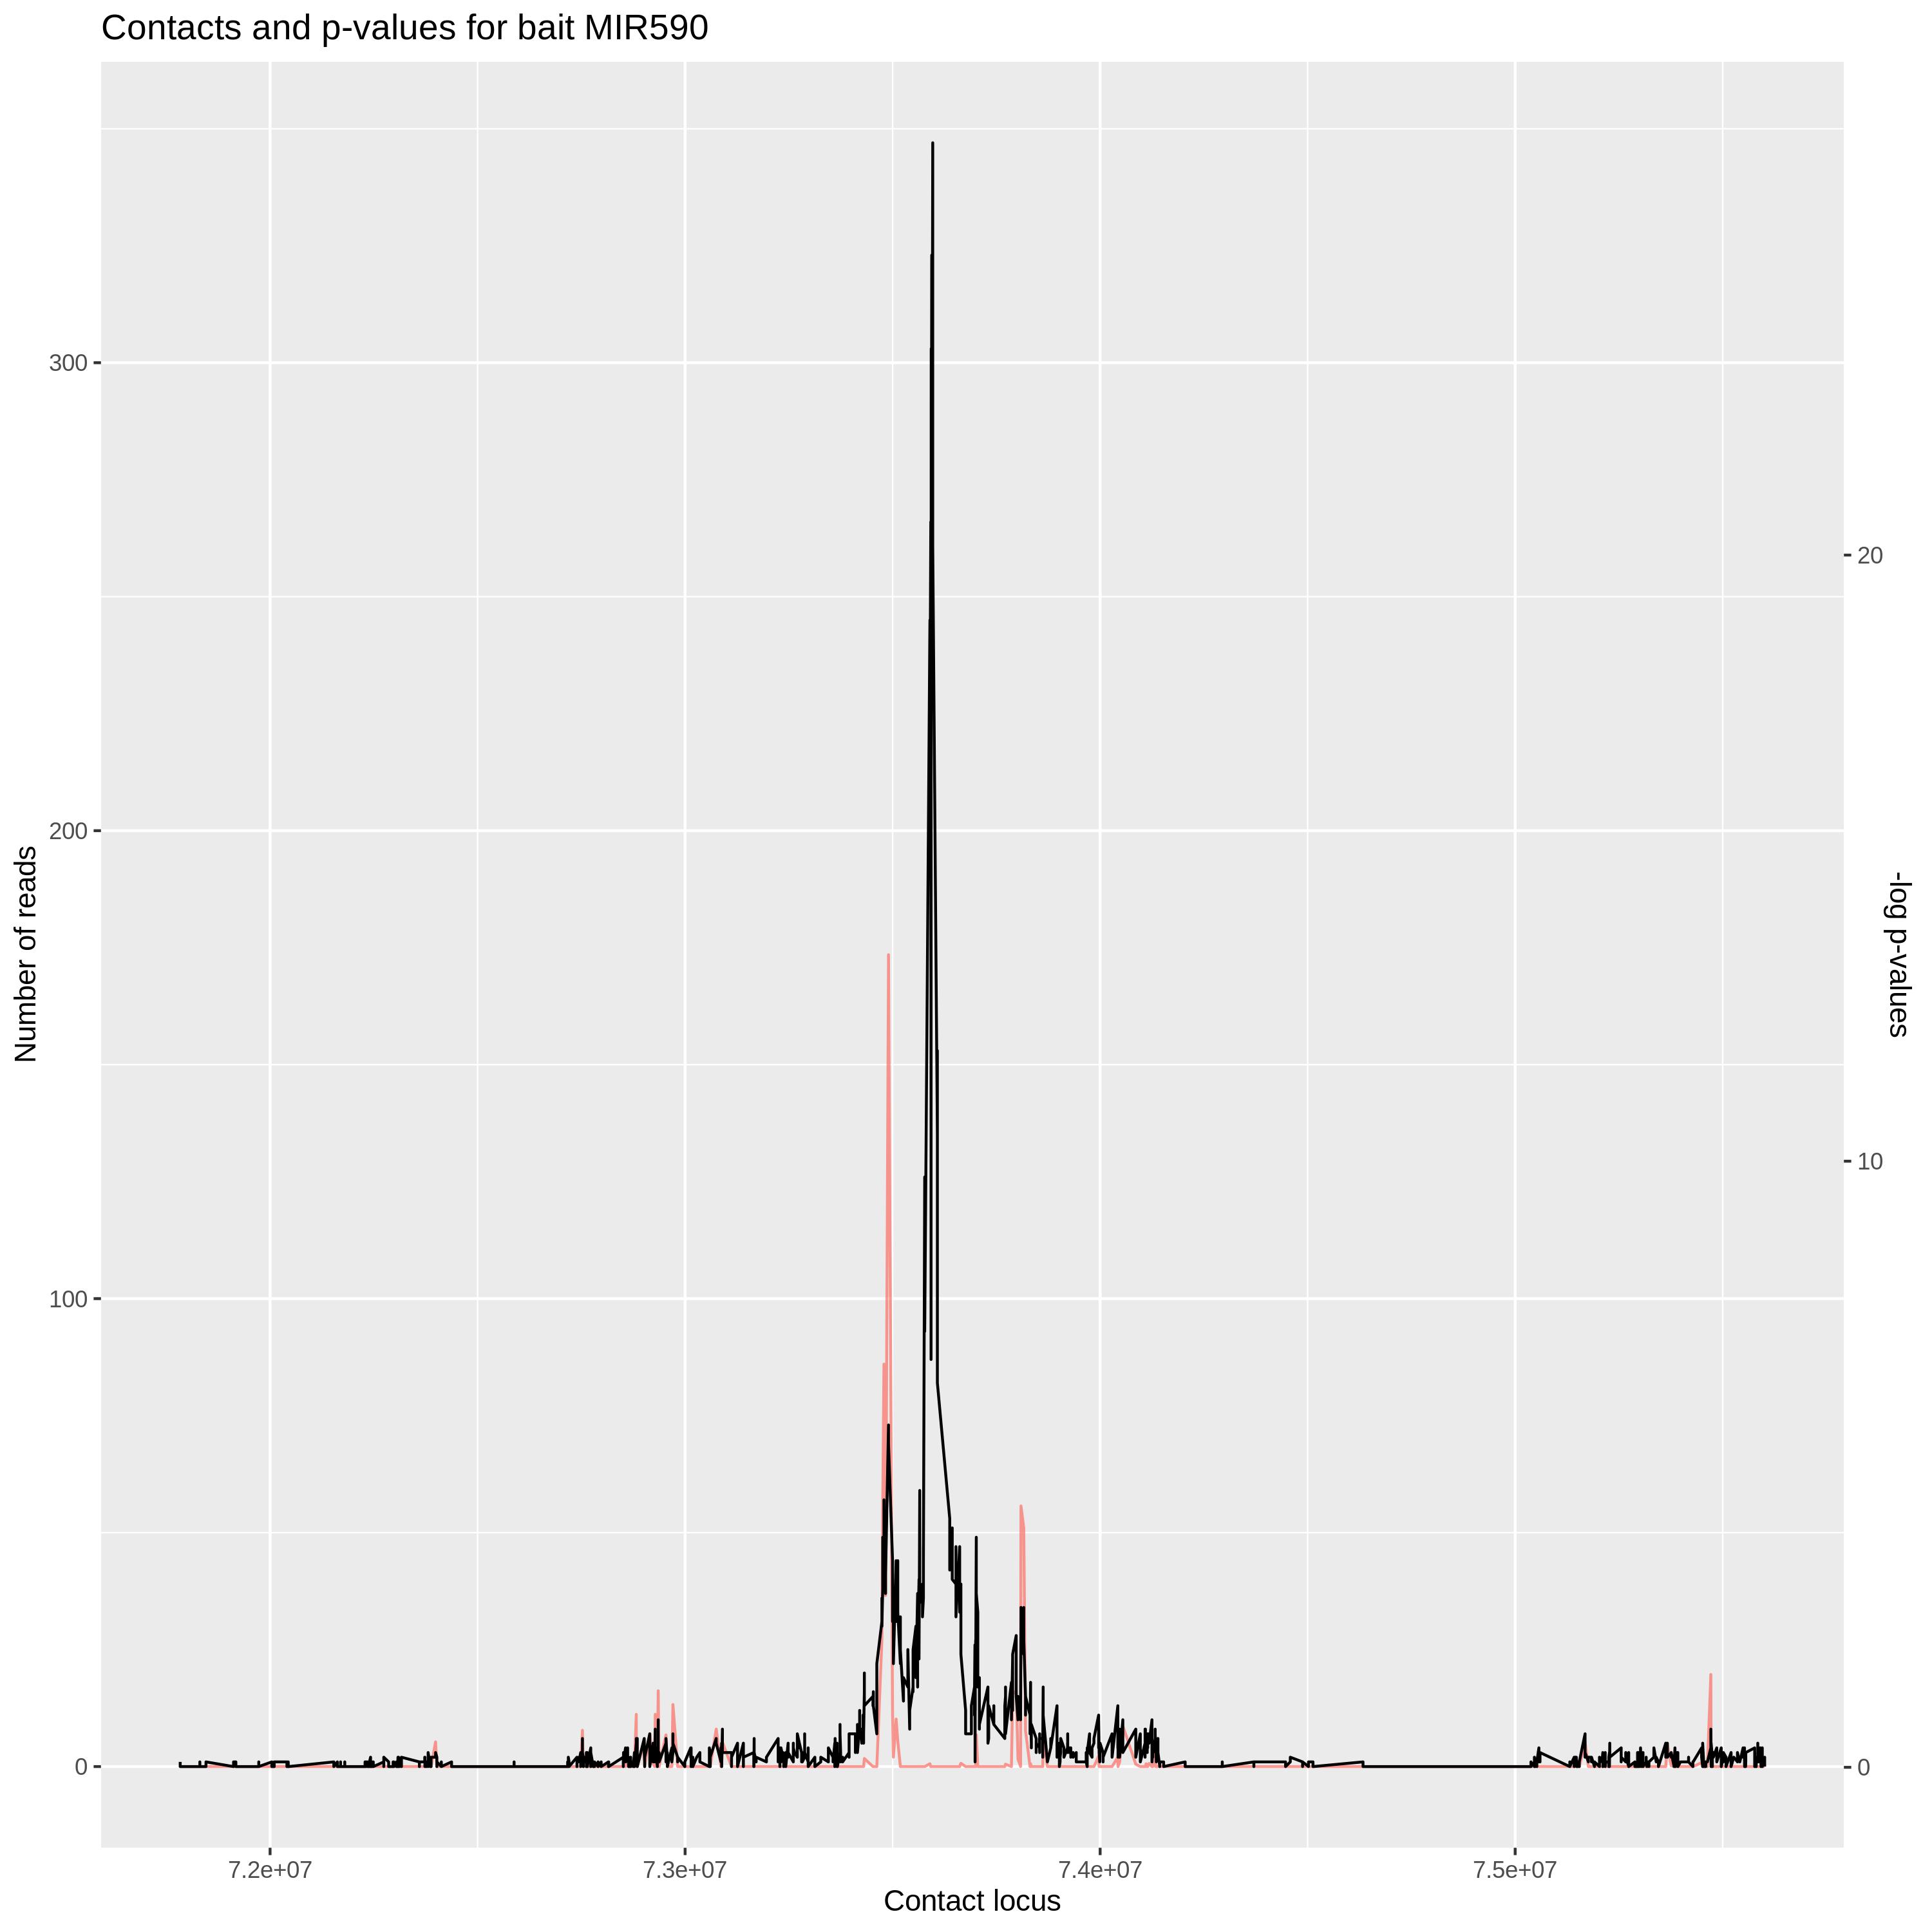 Contacts and p-values for bait MIR590
300
200
100
0
Number of reads
20
10
0
-log p-values
7.2e+07
7.3e+07
7.4e+07
7.5e+07
Contact locus